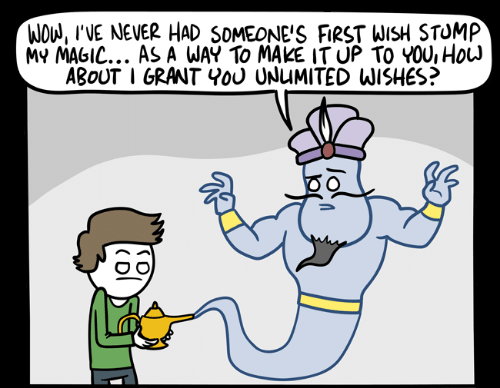 WOW, I'VE NEVER HAD SOMEONE'S FIRST WISH STUMP
MY MAGIC... AS A WAY TO MAKE IT UP TO YOU, HOW
ABOUT I GRANT YOU UNLIMITED WISHES?